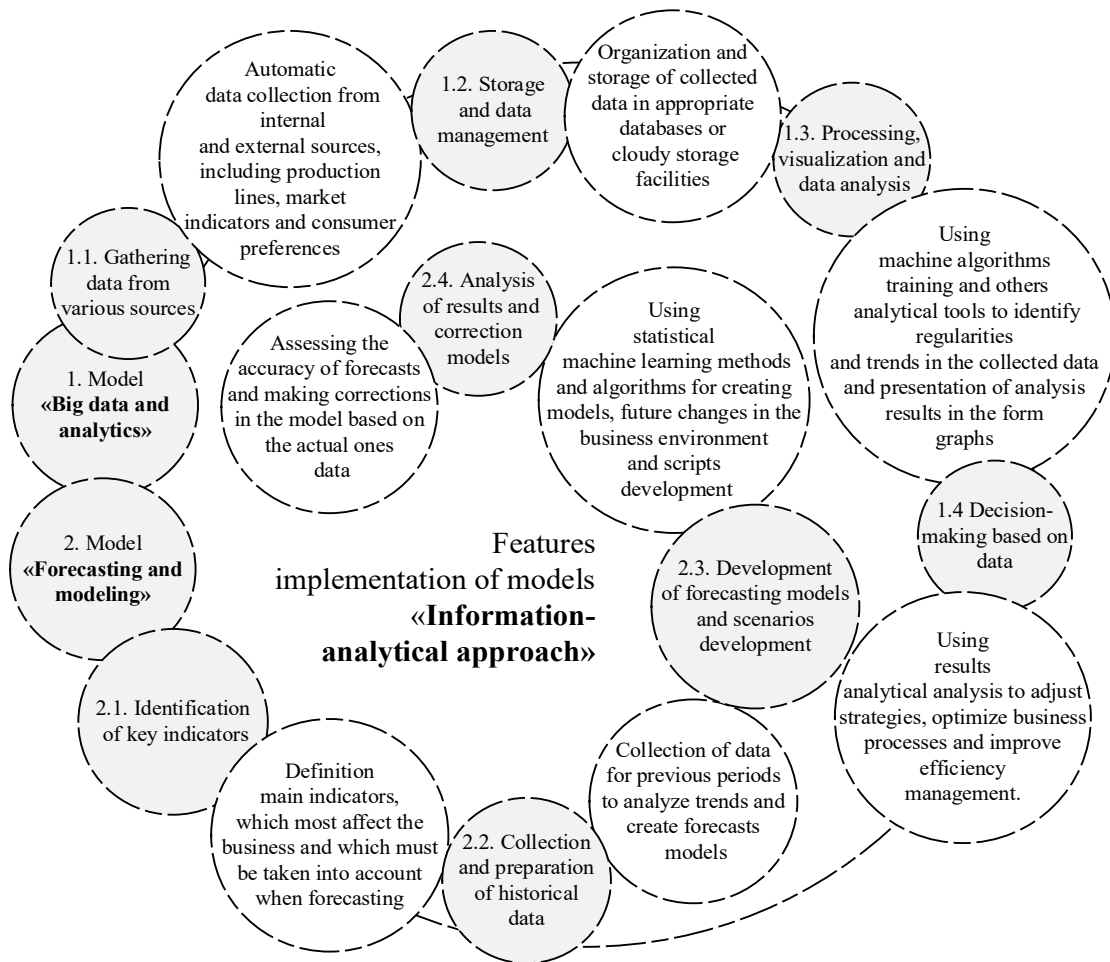 1. Model
«Big data and
analytics»
1.1. Gathering
data from
various sources
Automatic
data collection from
internal
and external sources,
including production
lines, market
indicators and consumer
preferences
1.2. Storage
and data
management
Organization and
storage of collected
data in appropriate
databases or
cloudy storage
facilities
1.3. Processing,
visualization and
data analysis
Using
machine algorithms
training and others
analytical tools to identify
regularities
and trends in the collected data
and presentation of analysis
results in the form
graphs
1.4 Decision-
making based on
data
Using
results
analytical analysis to adjust
strategies, optimize business
processes and improve
efficiency
management.
2. Model
«Forecasting and
modeling»
2.1. Identification
of key indicators
Definition
main indicators,
which most affect the
business and which must
be taken into account
when forecasting
2.2. Collection
and preparation
of historical
data
Collection of data
for previous periods
to analyze trends and
create forecasts
models
2.3. Development
of forecasting models
and scenarios
development
Using
statistical
machine learning methods
and algorithms for creating
models, future changes in the
business environment
and scripts
development
2.4. Analysis
of results and
correction
models
Assessing the
accuracy of forecasts
and making corrections
in the model based on
the actual ones
data
Features
implementation of models
«Information-
analytical approach»